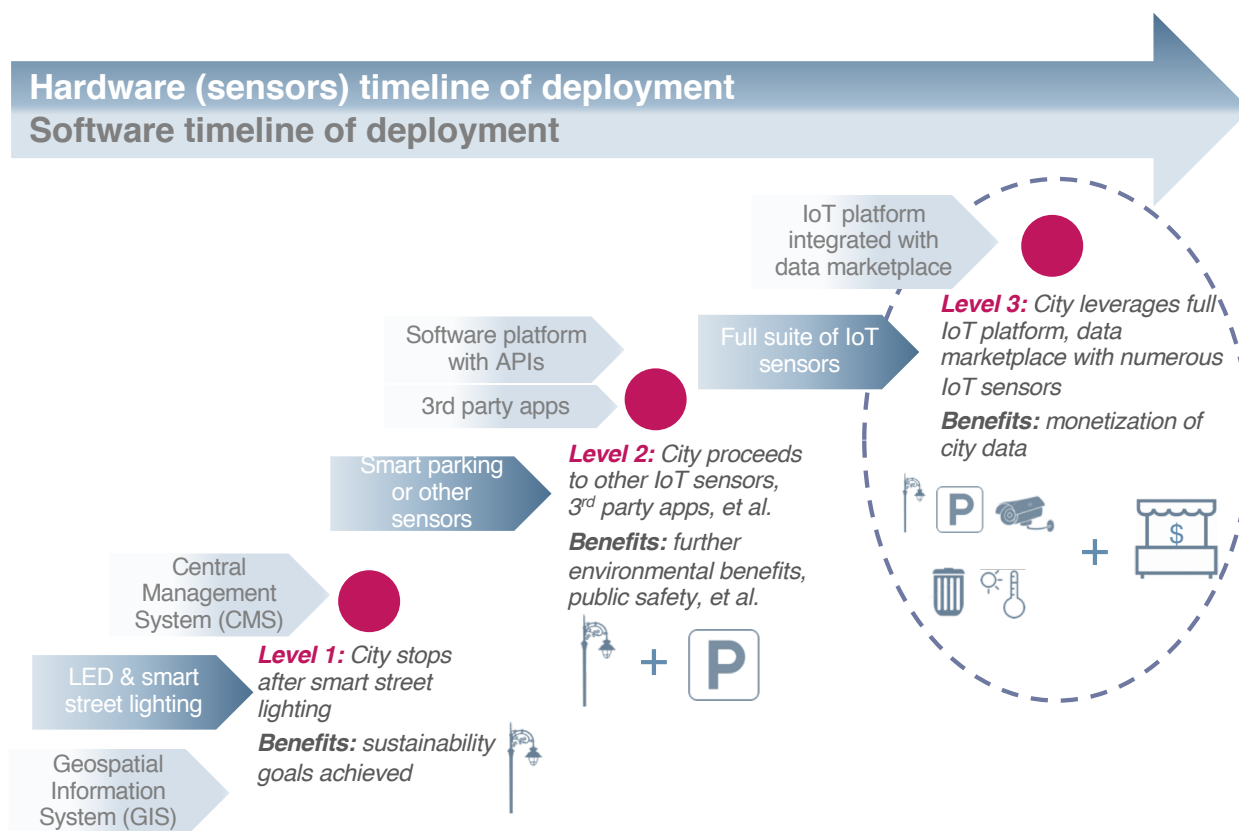 Hardware (sensors) timeline of deployment
Software timeline of deployment
IoT platform
integrated with
data marketplace
Level 3: City leverages full
IoT platform, data
marketplace with numerous
IoT sensors
Benefits: monetization of
city data
Full suite of IoT
sensors
Software platform
with APIs
3rd party apps
Level 2: City proceeds
to other IoT sensors,
3rd party apps, et al.
Benefits: further
environmental benefits,
public safety, et al.
Smart parking
or other
sensors
P
+
$
Central
Management
System (CMS)
Level 1: City stops
after smart street
lighting
Benefits: sustainability
goals achieved
LED & smart
street lighting
+
P
Geospatial
Information
System (GIS)